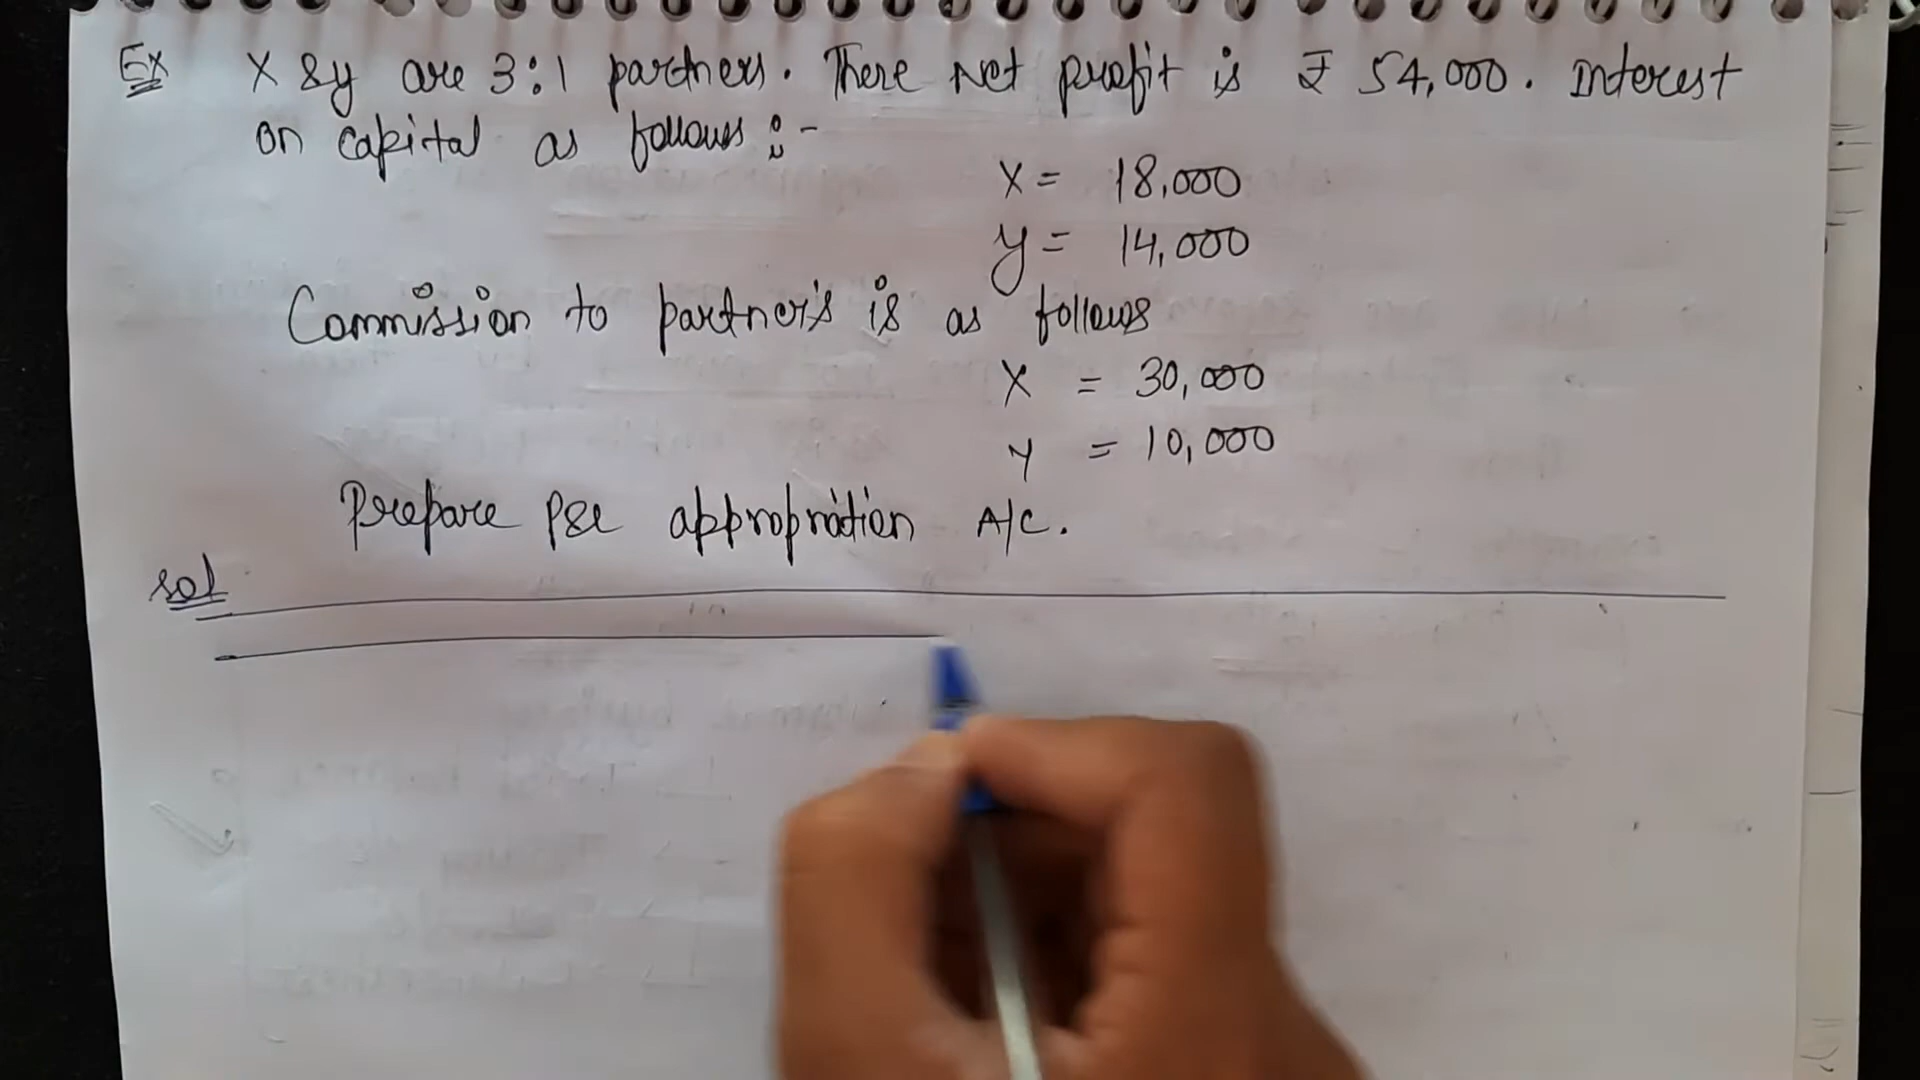 Ex X & y are 3:1 partners. There Net profit is ₹ 54,000. Interest
on capital as follows :-
X = 18,000
y = 14,000
Commission to partner's is as follows
X = 30,000
Y = 10,000
Prepare P&L appropriation A/C.
sol